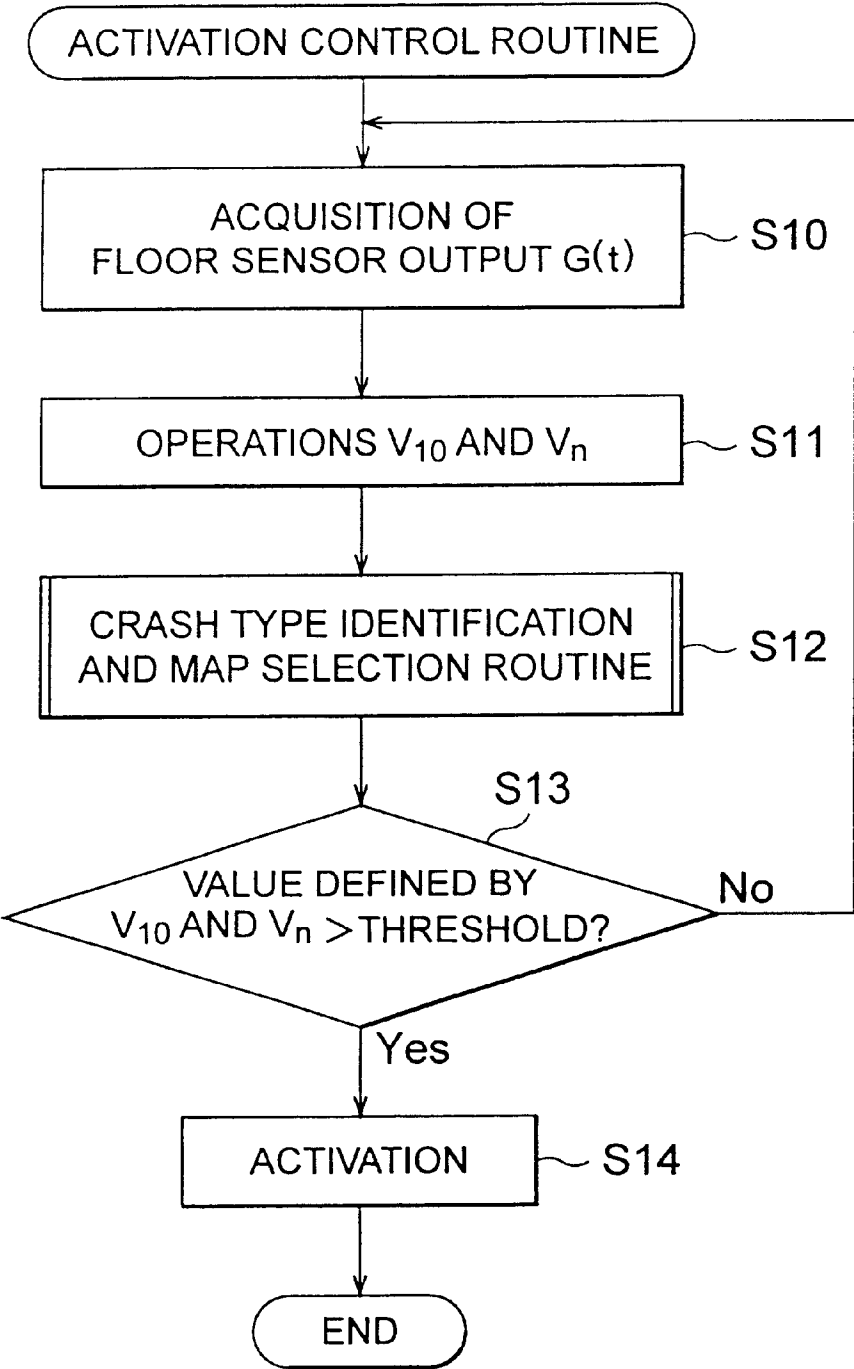 ACTIVATION CONTROL ROUTINE
ACQUISITION OF
FLOOR SENSOR OUTPUT G(t)
S10
OPERATIONS V10 AND Vn
S11
CRASH TYPE IDENTIFICATION
AND MAP SELECTION ROUTINE
S12
S13
VALUE DEFINED BY
V10 AND Vn > THRESHOLD?
No
Yes
ACTIVATION
S14
END